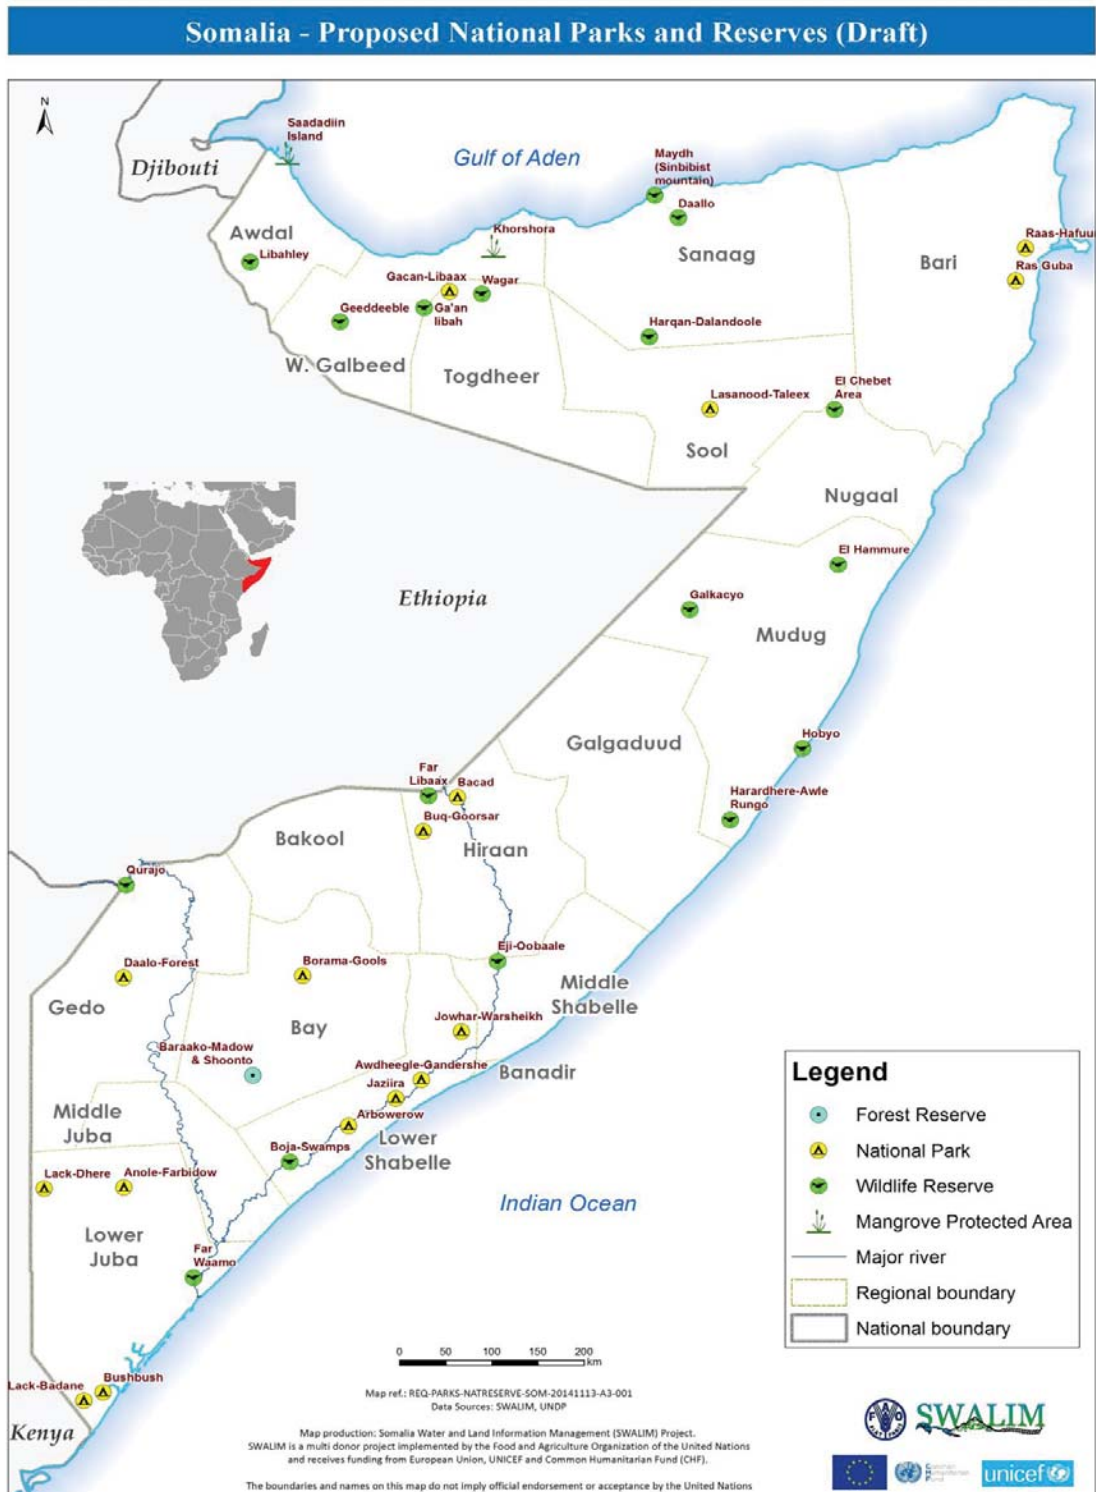 Somalia - Proposed National Parks and Reserves (Draft)
N
Saadadiin
Island
Djibouti
Gulf of Aden
Maydh
(Sinbibist
mountain)
Daallo
Khorshora
Awdal
Libahley
Sanaag
Bari
Raas-Hafuun
Ras Guba
Gacan-Libaax
Wagar
Geeddeeble
Ga'an
libah
Harqan-Dalandoole
W. Galbeed
Togdheer
Lasanood-Taleex
El Chebet
Area
Sool
Nugaal
El Hammure
Ethiopia
Galkacyo
Mudug
Galgaduud
Hobyo
Far
Libaax
Bacad
Harardhere-Awle
Rungo
Buq-Goorsar
Bakool
Hiraan
Qurajo
Eji-Oobaale
Daalo-Forest
Borama-Gools
Middle
Shabelle
Gedo
Bay
Jowhar-Warsheikh
Baraako-Madow
& Shoonto
Awdheegle-Gandershe
Banadir
Jaziira
Middle
Juba
Arbowerow
Boja-Swamps
Lower
Shabelle
Lack-Dhere
Anole-Farbidow
Indian Ocean
Lower
Juba
Far
Waamo
Lack-Badane
Bushbush
Kenya
Legend
Forest Reserve
National Park
Wildlife Reserve
Mangrove Protected Area
Major river
Regional boundary
National boundary
0 50 100 150 200
km
Map ref.: REQ-PARKS-NATRESERVE-SOM-20141113-A3-001
Data Sources: SWALIM, UNDP
Map production: Somalia Water and Land Information Management (SWALIM) Project.
SWALIM is a multi donor project implemented by the Food and Agriculture Organization of the United Nations
and receives funding from European Union, UNICEF and Common Humanitarian Fund (CHF).
The boundaries and names on this map do not imply official endorsement or acceptance by the United Nations
FAO
FIAT PANIS
SWALIM
Common
Humanitarian
Fund
unicef